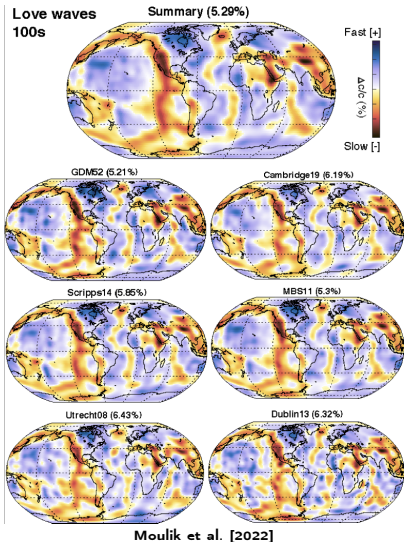 Love waves
100s
Summary (5.29%)
Fast [+]
Δc/c (%)
Slow [-]
GDM52 (5.21%)
Cambridge19 (6.19%)
Scripps14 (5.85%)
MBS11 (5.3%)
Utrecht08 (6.43%)
Dublin13 (6.32%)
Moulik et al. [2022]